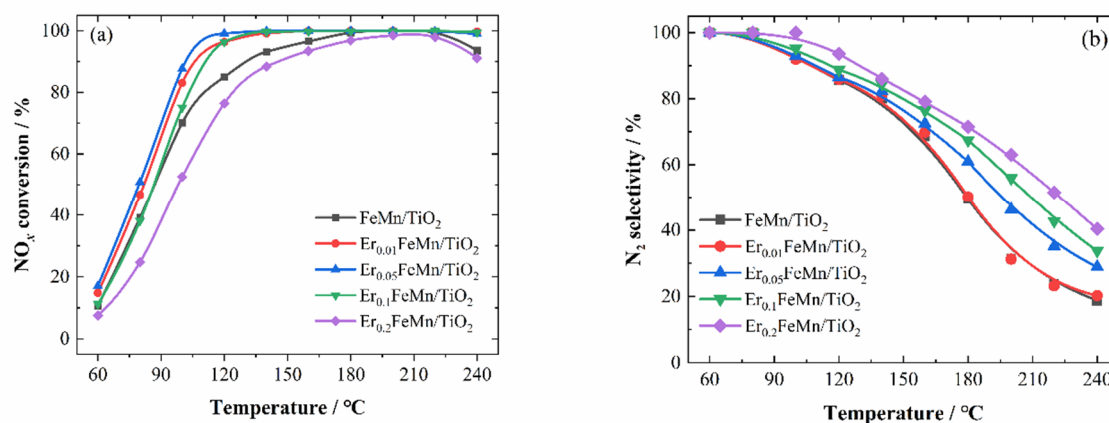 (a)
NOx conversion / %
100
80
60
40
20
0
FeMn/TiO2
Er0.01FeMn/TiO2
Er0.05FeMn/TiO2
Er0.1FeMn/TiO2
Er0.2FeMn/TiO2
60 90 120 150 180 210 240
Temperature / °C
(b)
N2 selectivity / %
100
80
60
40
20
0
FeMn/TiO2
Er0.01FeMn/TiO2
Er0.05FeMn/TiO2
Er0.1FeMn/TiO2
Er0.2FeMn/TiO2
60 90 120 150 180 210 240
Temperature / °C